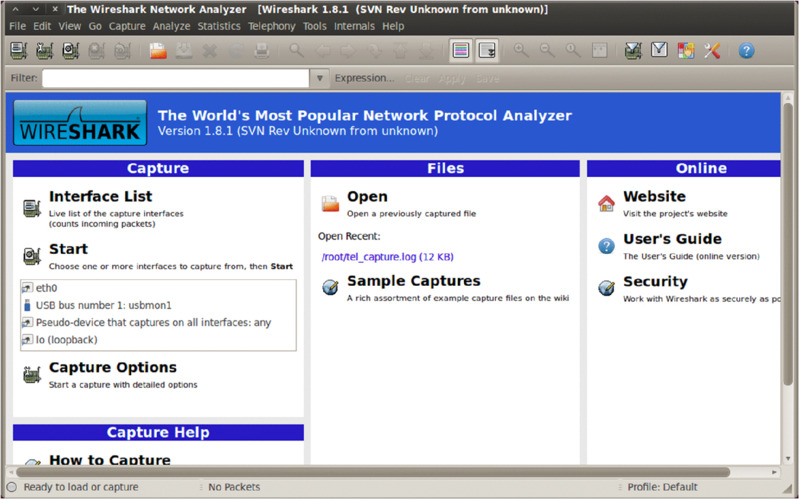 The Wireshark Network Analyzer [Wireshark 1.8.1 (SVN Rev Unknown from unknown)]
File Edit View Go Capture Analyze Statistics Telephony Tools Internals Help
Filter: Expression... Clear Apply Save
WIRESHARK
The World's Most Popular Network Protocol Analyzer
Version 1.8.1 (SVN Rev Unknown from unknown)
Capture
Interface List
Live list of the capture interfaces
(counts incoming packets)
Start
Choose one or more interfaces to capture from, then Start
eth0
USB bus number 1: usbmon1
Pseudo-device that captures on all interfaces: any
lo (loopback)
Capture Options
Start a capture with detailed options
Capture Help
How to Capture
Files
Open
Open a previously captured file
Open Recent:
/root/tel_capture.log (12 KB)
Sample Captures
A rich assortment of example capture files on the wiki
Online
Website
Visit the project's website
User's Guide
The User's Guide (online version)
Security
Work with Wireshark as securely as po
Ready to load or capture
No Packets
Profile: Default